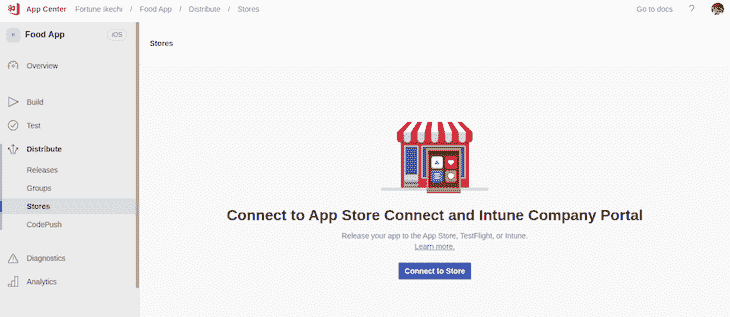 App Center Fortune ikechi / Food App / Distribute / Stores Go to docs ?
Food App iOS
Stores
Overview
Build
Test
Distribute
Releases
Groups
Stores
CodePush
Diagnostics
Analytics
Connect to App Store Connect and Intune Company Portal
Release your app to the App Store, TestFlight, or Intune.
Learn more.
Connect to Store